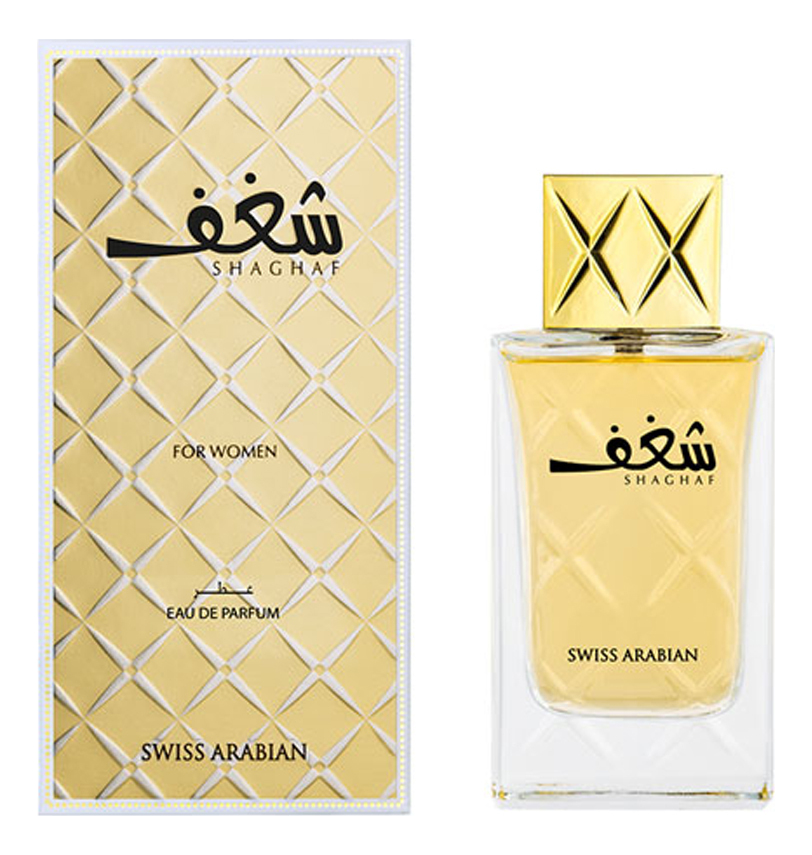 شغف
SHAGHAF
FOR WOMEN
عطر
EAU DE PARFUM
SWISS ARABIAN
شغف
SHAGHAF
SWISS ARABIAN